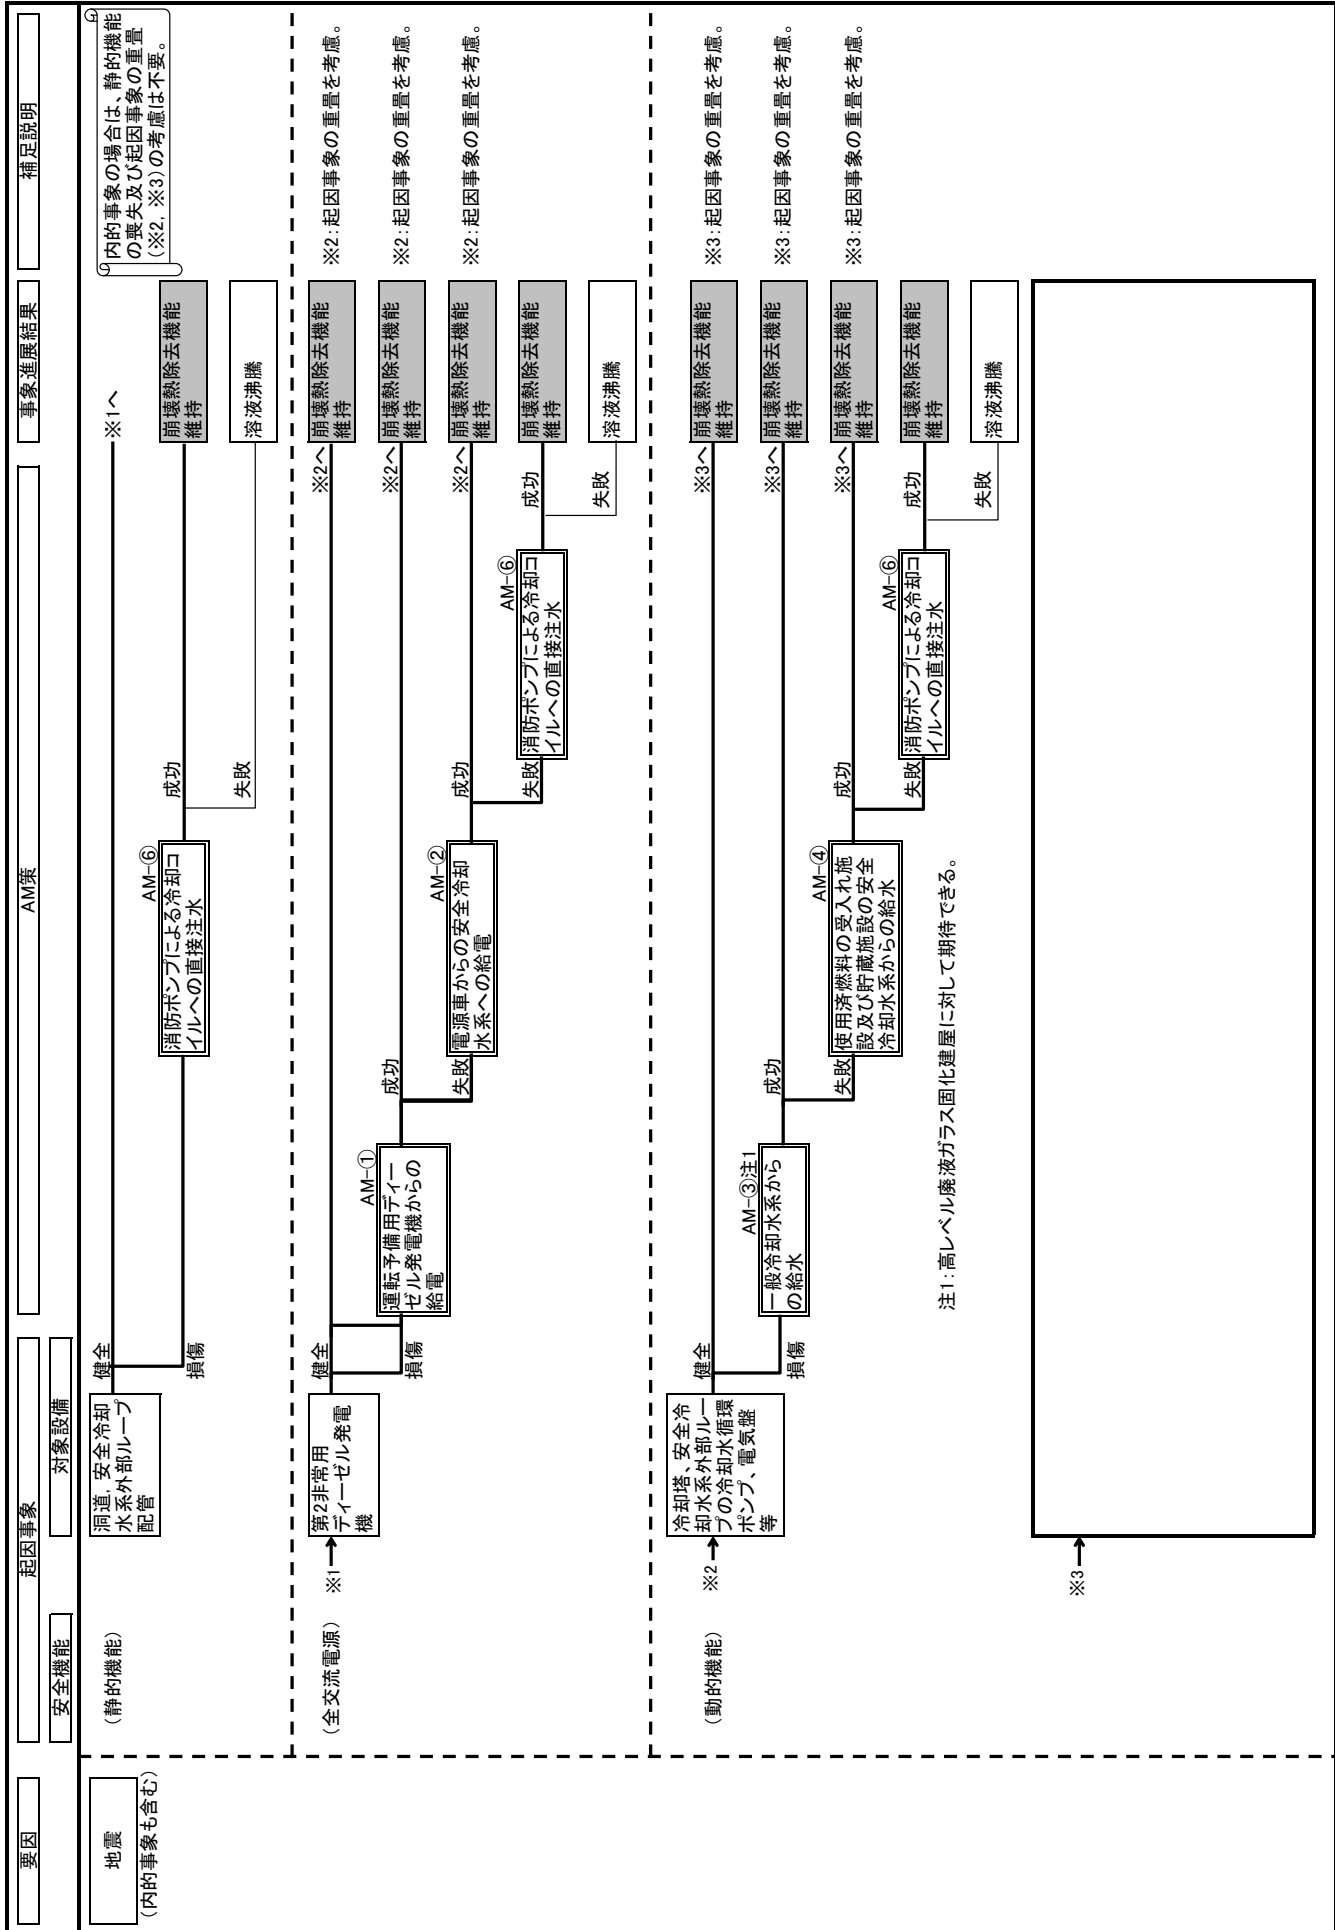 要因
起因事象
AM策
事象進展結果
補足説明
安全機能
対象設備
地震
(内的事象も含む)
(静的機能)
洞道, 安全冷却
水系外部ループ
配管
健全
損傷
AM-⑥
消防ポンプによる冷却コ
イルへの直接注水
成功
失敗
※1へ
崩壊熱除去機能
維持
溶液沸騰
内的事象の場合は、静的機能
の喪失及び起因事象の重畳
(※2, ※3)の考慮は不要。
(全交流電源)
※1
第2非常用
ディーゼル発電
機
健全
損傷
AM-①
運転予備用ディー
ゼル発電機からの
給電
成功
失敗
AM-②
電源車からの安全冷却
水系への給電
成功
失敗
AM-⑥
消防ポンプによる冷却コ
イルへの直接注水
成功
失敗
※2へ
崩壊熱除去機能
維持
※2:起因事象の重畳を考慮。
※2へ
崩壊熱除去機能
維持
※2:起因事象の重畳を考慮。
※2へ
崩壊熱除去機能
維持
※2:起因事象の重畳を考慮。
崩壊熱除去機能
維持
溶液沸騰
(動的機能)
※2
冷却塔、安全冷
却水系外部ルー
プの冷却水循環
ポンプ、電気盤
等
健全
損傷
AM-③注1
一般冷却水系から
の給水
成功
失敗
AM-④
使用済燃料の受入れ施
設及び貯蔵施設の安全
冷却水系からの給水
成功
失敗
AM-⑥
消防ポンプによる冷却コ
イルへの直接注水
成功
失敗
※3へ
崩壊熱除去機能
維持
※3:起因事象の重畳を考慮。
※3へ
崩壊熱除去機能
維持
※3:起因事象の重畳を考慮。
※3へ
崩壊熱除去機能
維持
※3:起因事象の重畳を考慮。
崩壊熱除去機能
維持
溶液沸騰
注1:高レベル廃液ガラス固化建屋に対して期待できる。
※3